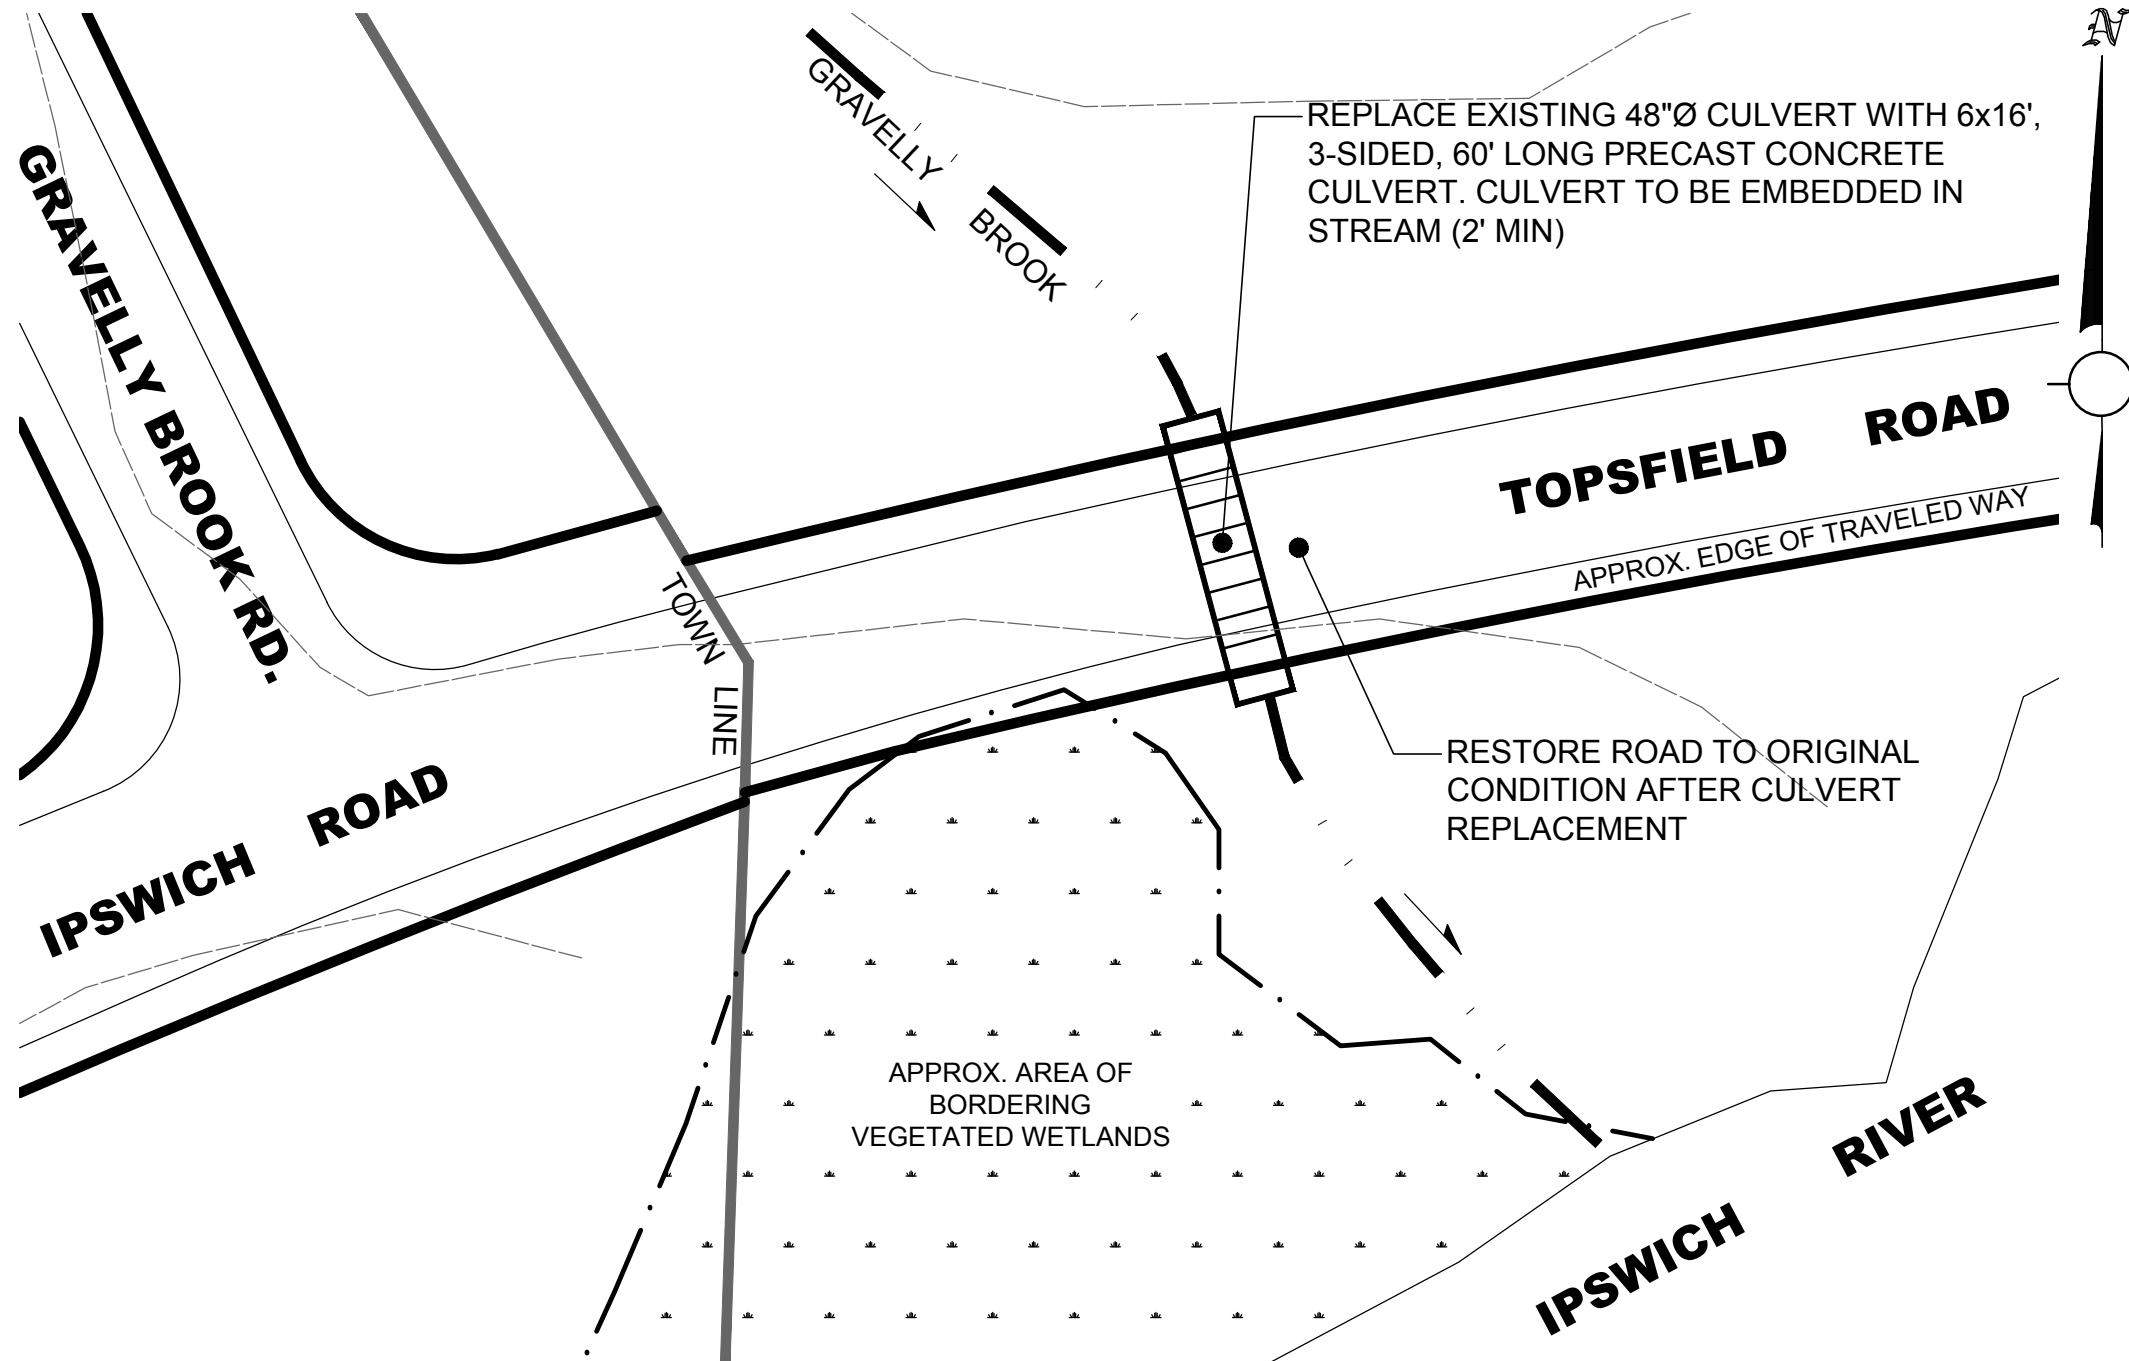 N
GRAVELLY
BROOK
REPLACE EXISTING 48"Ø CULVERT WITH 6x16',
3-SIDED, 60' LONG PRECAST CONCRETE
CULVERT. CULVERT TO BE EMBEDDED IN
STREAM (2' MIN)
GRAVELLY BROOK RD.
TOPSFIELD ROAD
APPROX. EDGE OF TRAVELED WAY
TOWN
LINE
RESTORE ROAD TO ORIGINAL
CONDITION AFTER CULVERT
REPLACEMENT
IPSWICH ROAD
APPROX. AREA OF
BORDERING
VEGETATED WETLANDS
IPSWICH RIVER